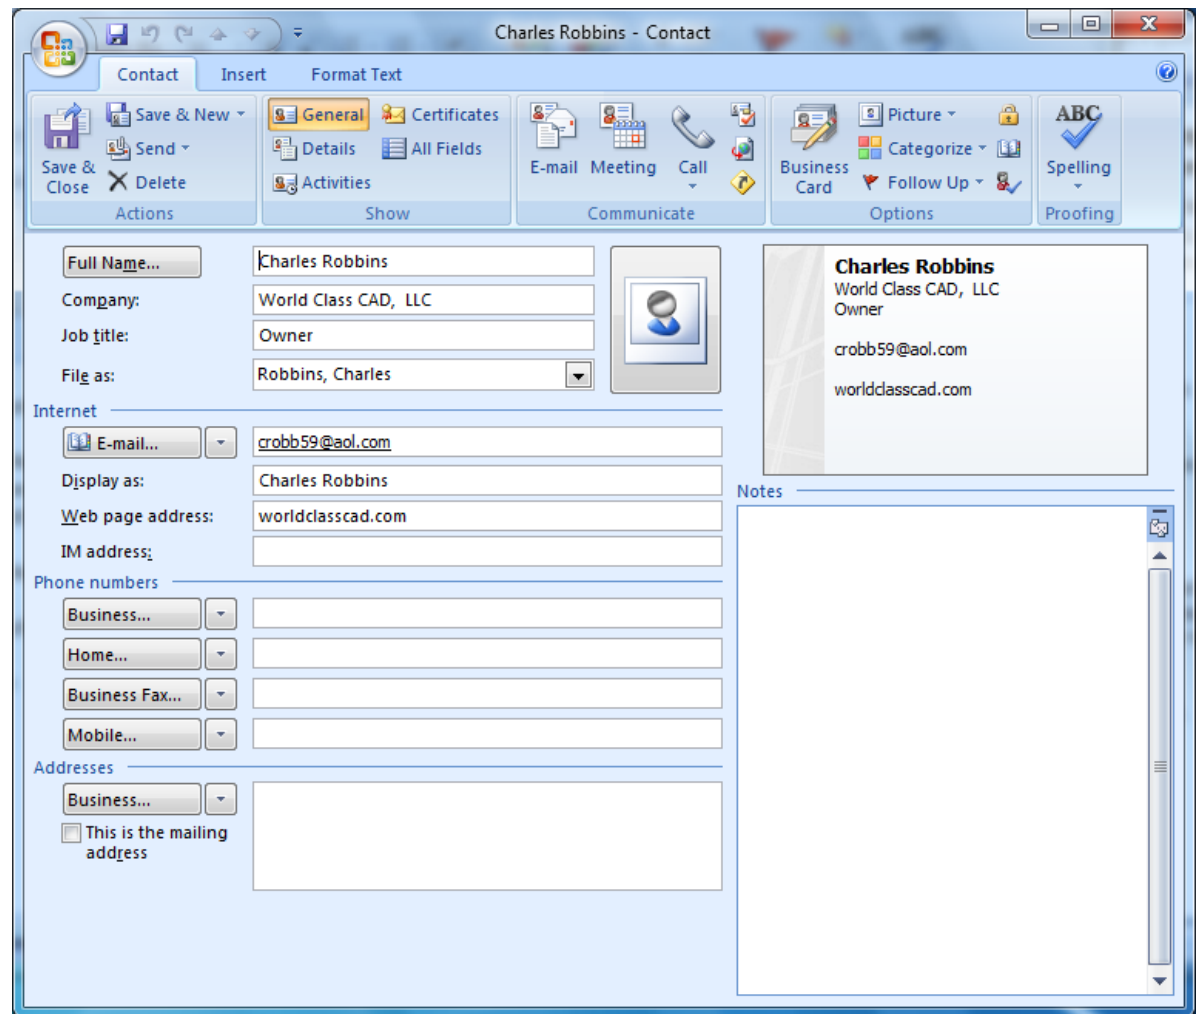 Charles Robbins - Contact
Contact Insert Format Text
Save & Close
Save & New
Send
Delete
Actions
General
Certificates
Details
All Fields
Activities
Show
E-mail
Meeting
Call
Communicate
Business Card
Picture
Categorize
Follow Up
Options
ABC
Spelling
Proofing
Full Name... Charles Robbins
Company: World Class CAD, LLC
Job title: Owner
File as: Robbins, Charles
Charles Robbins
World Class CAD, LLC
Owner
crobb59@aol.com
worldclasscad.com
Internet
E-mail... crobb59@aol.com
Display as: Charles Robbins
Web page address: worldclasscad.com
IM address:
Phone numbers
Business...
Home...
Business Fax...
Mobile...
Addresses
Business...
This is the mailing
address
Notes